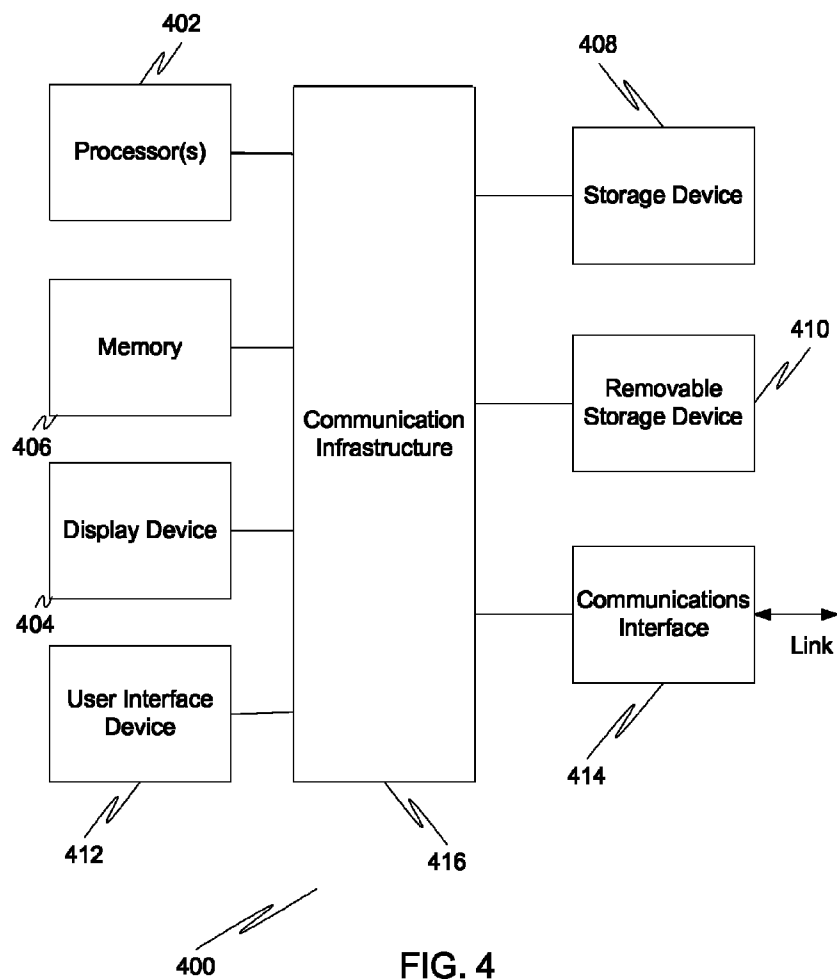 402
Processor(s)
Memory
406
Display Device
404
User Interface
Device
412
Communication
Infrastructure
416
408
Storage Device
410
Removable
Storage Device
Communications
Interface
Link
414
400
FIG. 4